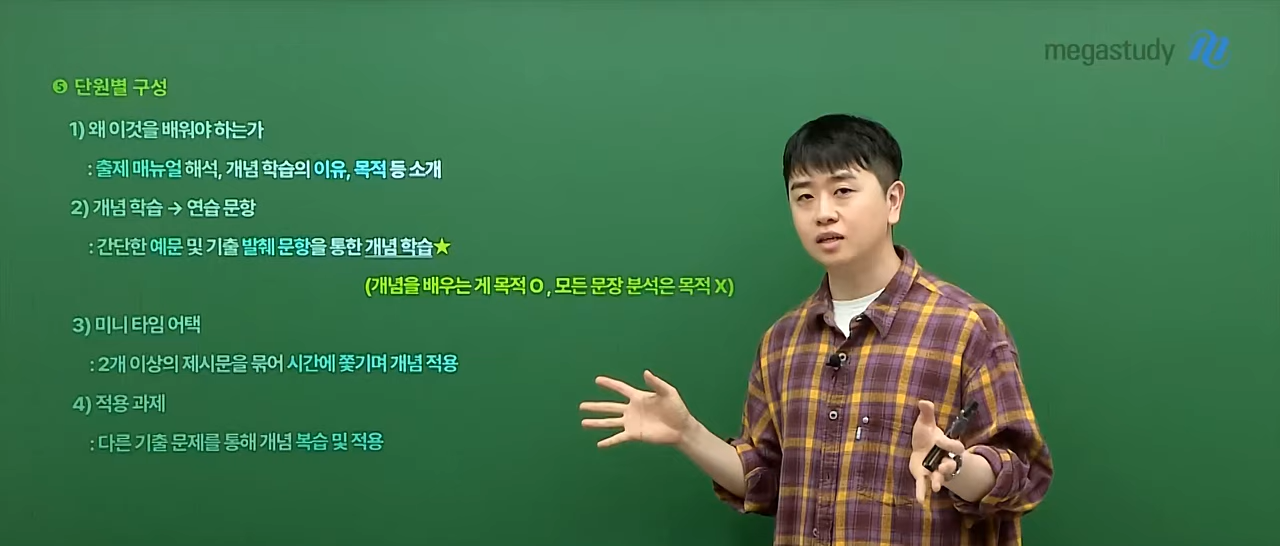 megastudy
❺ 단원별 구성
1) 왜 이것을 배워야 하는가
: 출제 매뉴얼 해석, 개념 학습의 이유, 목적 등 소개
2) 개념 학습 → 연습 문항
: 간단한 예문 및 기출 발췌 문항을 통한 개념 학습★
(개념을 배우는 게 목적 O, 모든 문장 분석은 목적 X)
3) 미니 타임 어택
: 2개 이상의 제시문을 묶어 시간에 쫓기며 개념 적용
4) 적용 과제
: 다른 기출 문제를 통해 개념 복습 및 적용